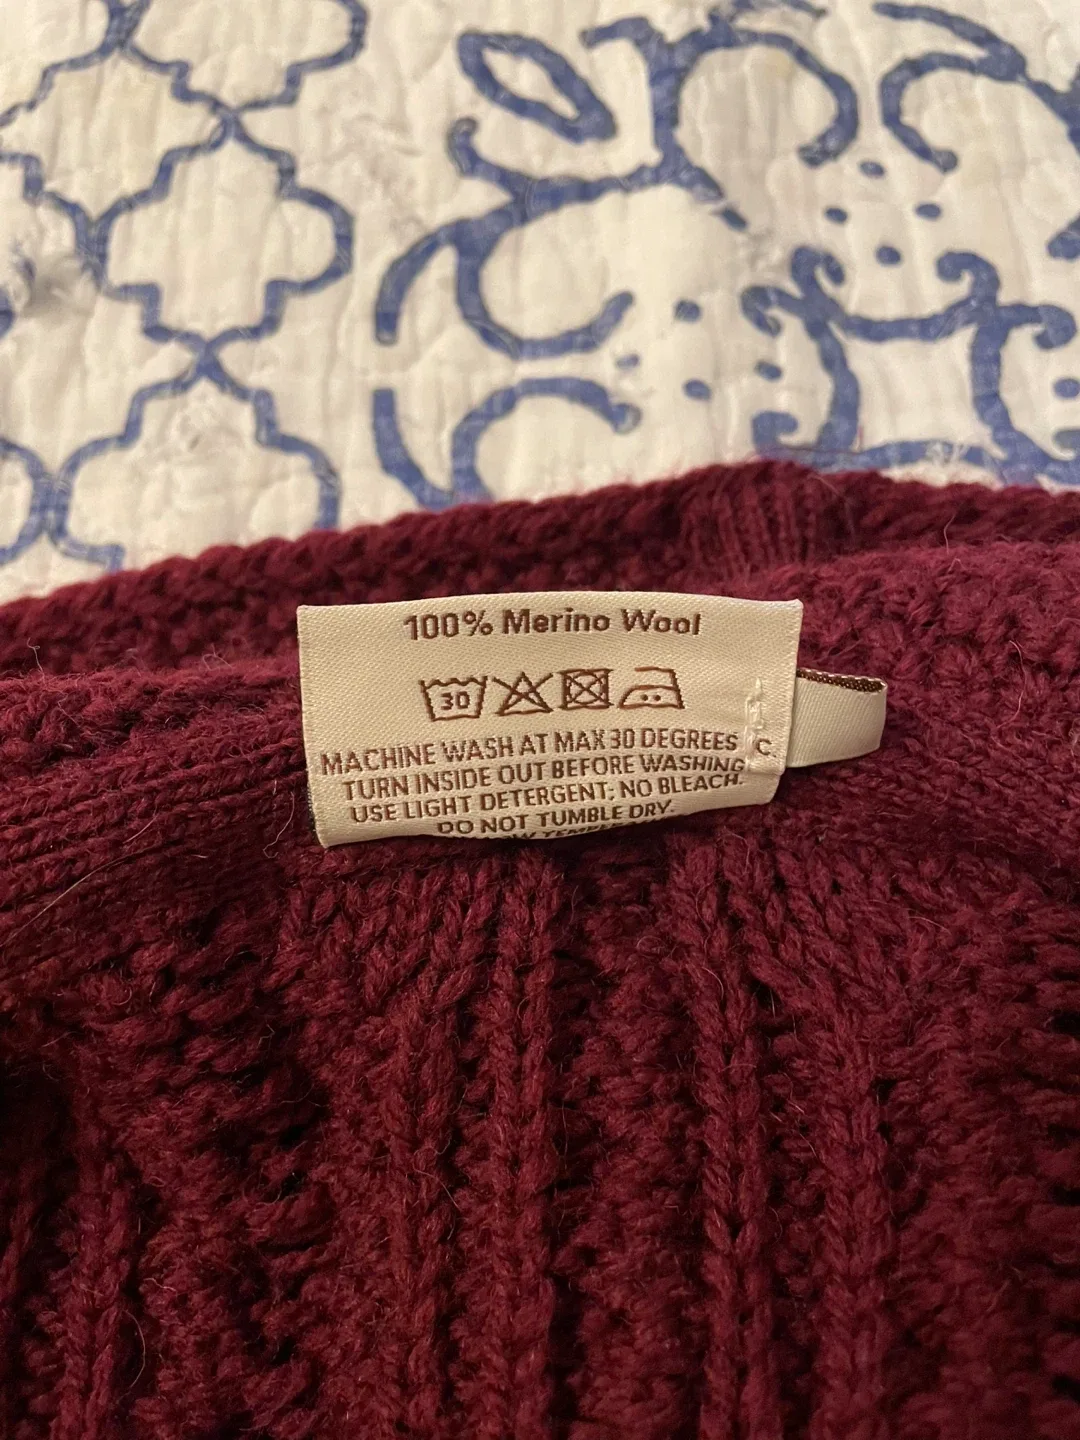 100% Merino Wool
30
MACHINE WASH AT MAX 30 DEGREES C.
TURN INSIDE OUT BEFORE WASHING
USE LIGHT DETERGENT; NO BLEACH.
DO NOT TUMBLE DRY.